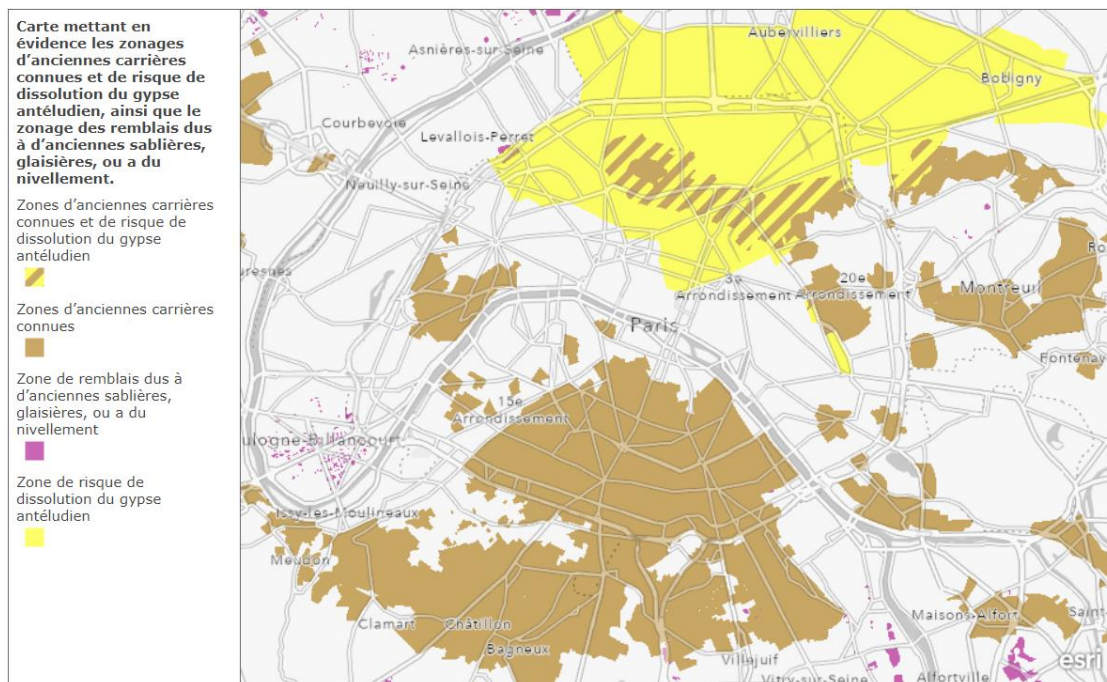 Carte mettant en
évidence les zonages
d'anciennes carrières
connues et de risque de
dissolution du gypse
antéludien, ainsi que le
zonage des remblais dus
à d'anciennes sablières,
glaisières, ou a du
nivellement.
Zones d'anciennes carrières
connues et de risque de
dissolution du gypse
antéludien
Zones d'anciennes carrières
connues
Zone de remblais dus à
d'anciennes sablières,
glaisières, ou a du
nivellement
Zone de risque de
dissolution du gypse
antéludien
Aubervilliers
Asnières-sur-Seine
Bobigny
Courbevoie
Levallois-Perret
Neuilly-sur-Seine
uresnes
3e
Arrondissement
20e
Arrondissement
Montreuil
Ro
Paris
Fontenay
15e
Arrondissement
ulogne-Billancourt
Issy-les-Moulineaux
Meudon
Clamart
Châtillon
Bagneux
Villejuif
Vitry-sur-Seine
Maisons-Alfort
Saint-
Alfortville
esri